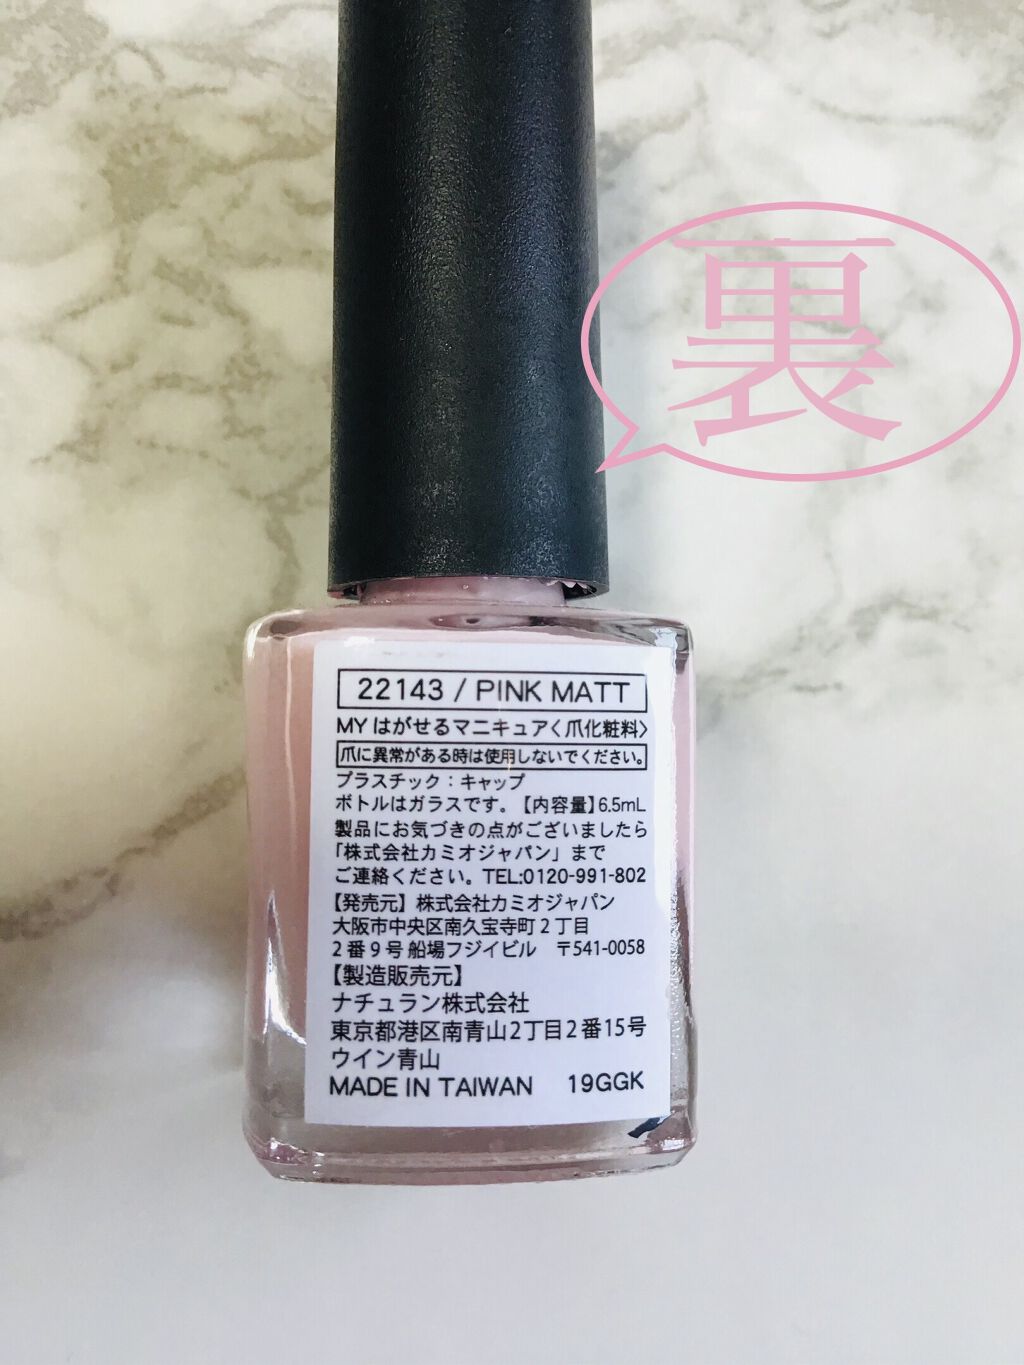 裏
22143 / PINK MATT
MY はがせるマニキュア〈爪化粧料〉
爪に異常がある時は使用しないでください。
プラスチック：キャップ
ボトルはガラスです。【内容量】6.5mL
製品にお気づきの点がございましたら
「株式会社カミオジャパン」まで
ご連絡ください。TEL:0120-991-802
【発売元】株式会社カミオジャパン
大阪市中央区南久宝寺町2丁目
2番9号 船場フジイビル 〒541-0058
【製造販売元】
ナチュラン株式会社
東京都港区南青山2丁目2番15号
ウイン青山
MADE IN TAIWAN 19GGK